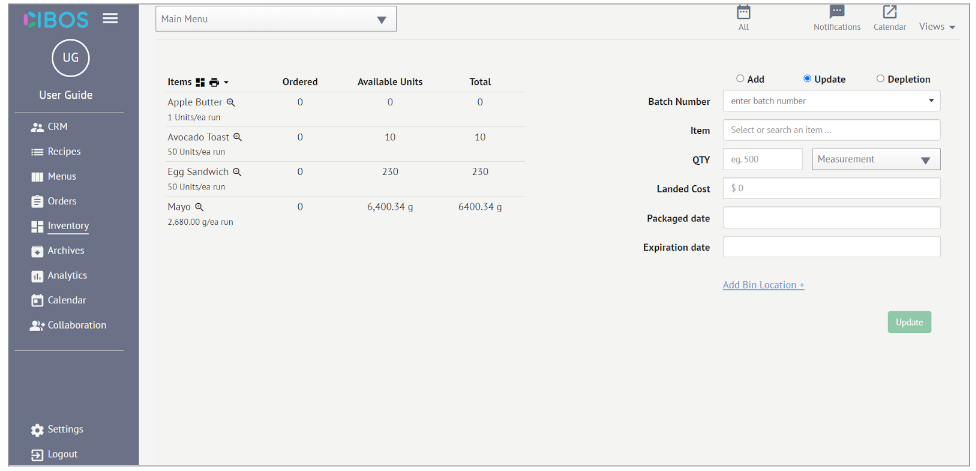 CIBOS
UG
User Guide
CRM
Recipes
Menus
Orders
Inventory
Archives
Analytics
Calendar
Collaboration
Settings
Logout
Main Menu
All
Notifications
Calendar
Views
Items Ordered Available Units Total
Apple Butter 0 0 0
1 Units/ea run
Avocado Toast 0 10 10
50 Units/ea run
Egg Sandwich 0 230 230
50 Units/ea run
Mayo 0 6,400.34 g 6400.34 g
2,680.00 g/ea run
Add Update Depletion
Batch Number enter batch number
Item Select or search an item ...
QTY eg. 500 Measurement
Landed Cost $ 0
Packaged date
Expiration date
Add Bin Location +
Update